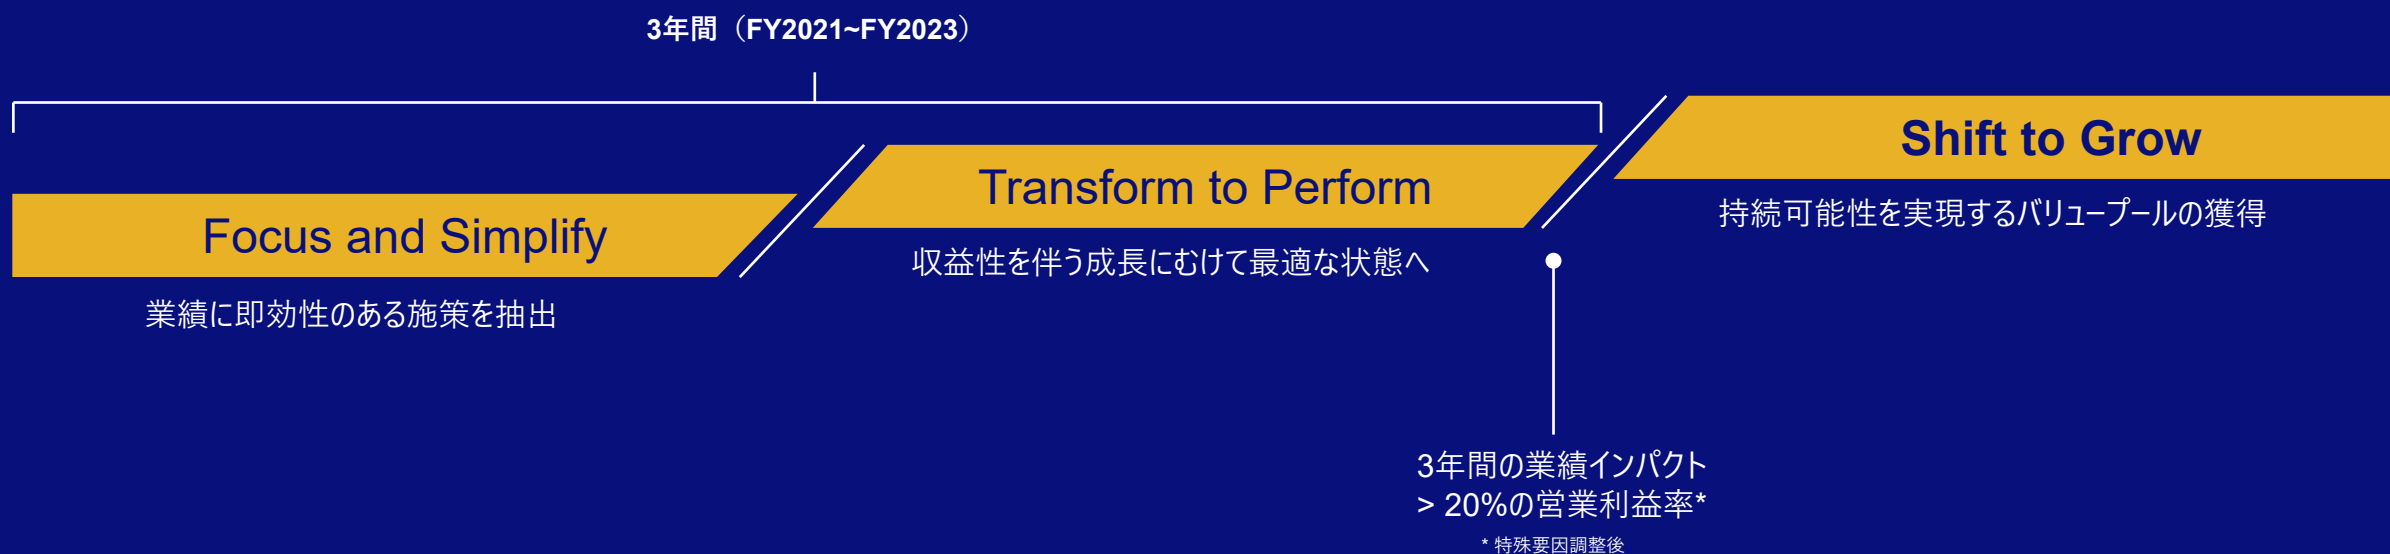 3年間（FY2021~FY2023）
Focus and Simplify
業績に即効性のある施策を抽出
Transform to Perform
収益性を伴う成長にむけて最適な状態へ
Shift to Grow
持続可能性を実現するバリュープールの獲得
3年間の業績インパクト
> 20%の営業利益率*
* 特殊要因調整後